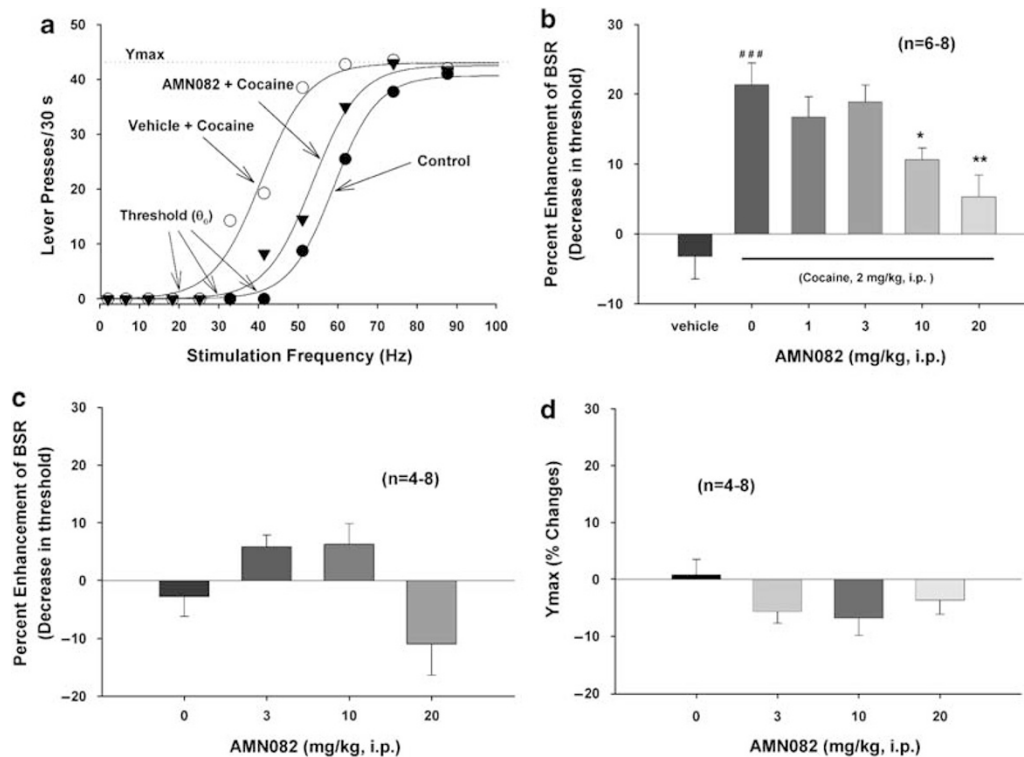 a
50
40
30
20
10
0
Lever Presses/30 s
Ymax
AMN082 + Cocaine
Vehicle + Cocaine
Control
Threshold (θ₀)
0 10 20 30 40 50 60 70 80 90 100
Stimulation Frequency (Hz)
b
Percent Enhancement of BSR
(Decrease in threshold)
30
20
10
0
−10
(n=6-8)
###
*
**
(Cocaine, 2 mg/kg, i.p. )
vehicle 0 1 3 10 20
AMN082 (mg/kg, i.p.)
c
Percent Enhancement of BSR
(Decrease in threshold)
30
20
10
0
−10
−20
(n=4-8)
0 3 10 20
AMN082 (mg/kg, i.p.)
d
Ymax (% Changes)
30
20
10
0
−10
−20
(n=4-8)
0 3 10 20
AMN082 (mg/kg, i.p.)